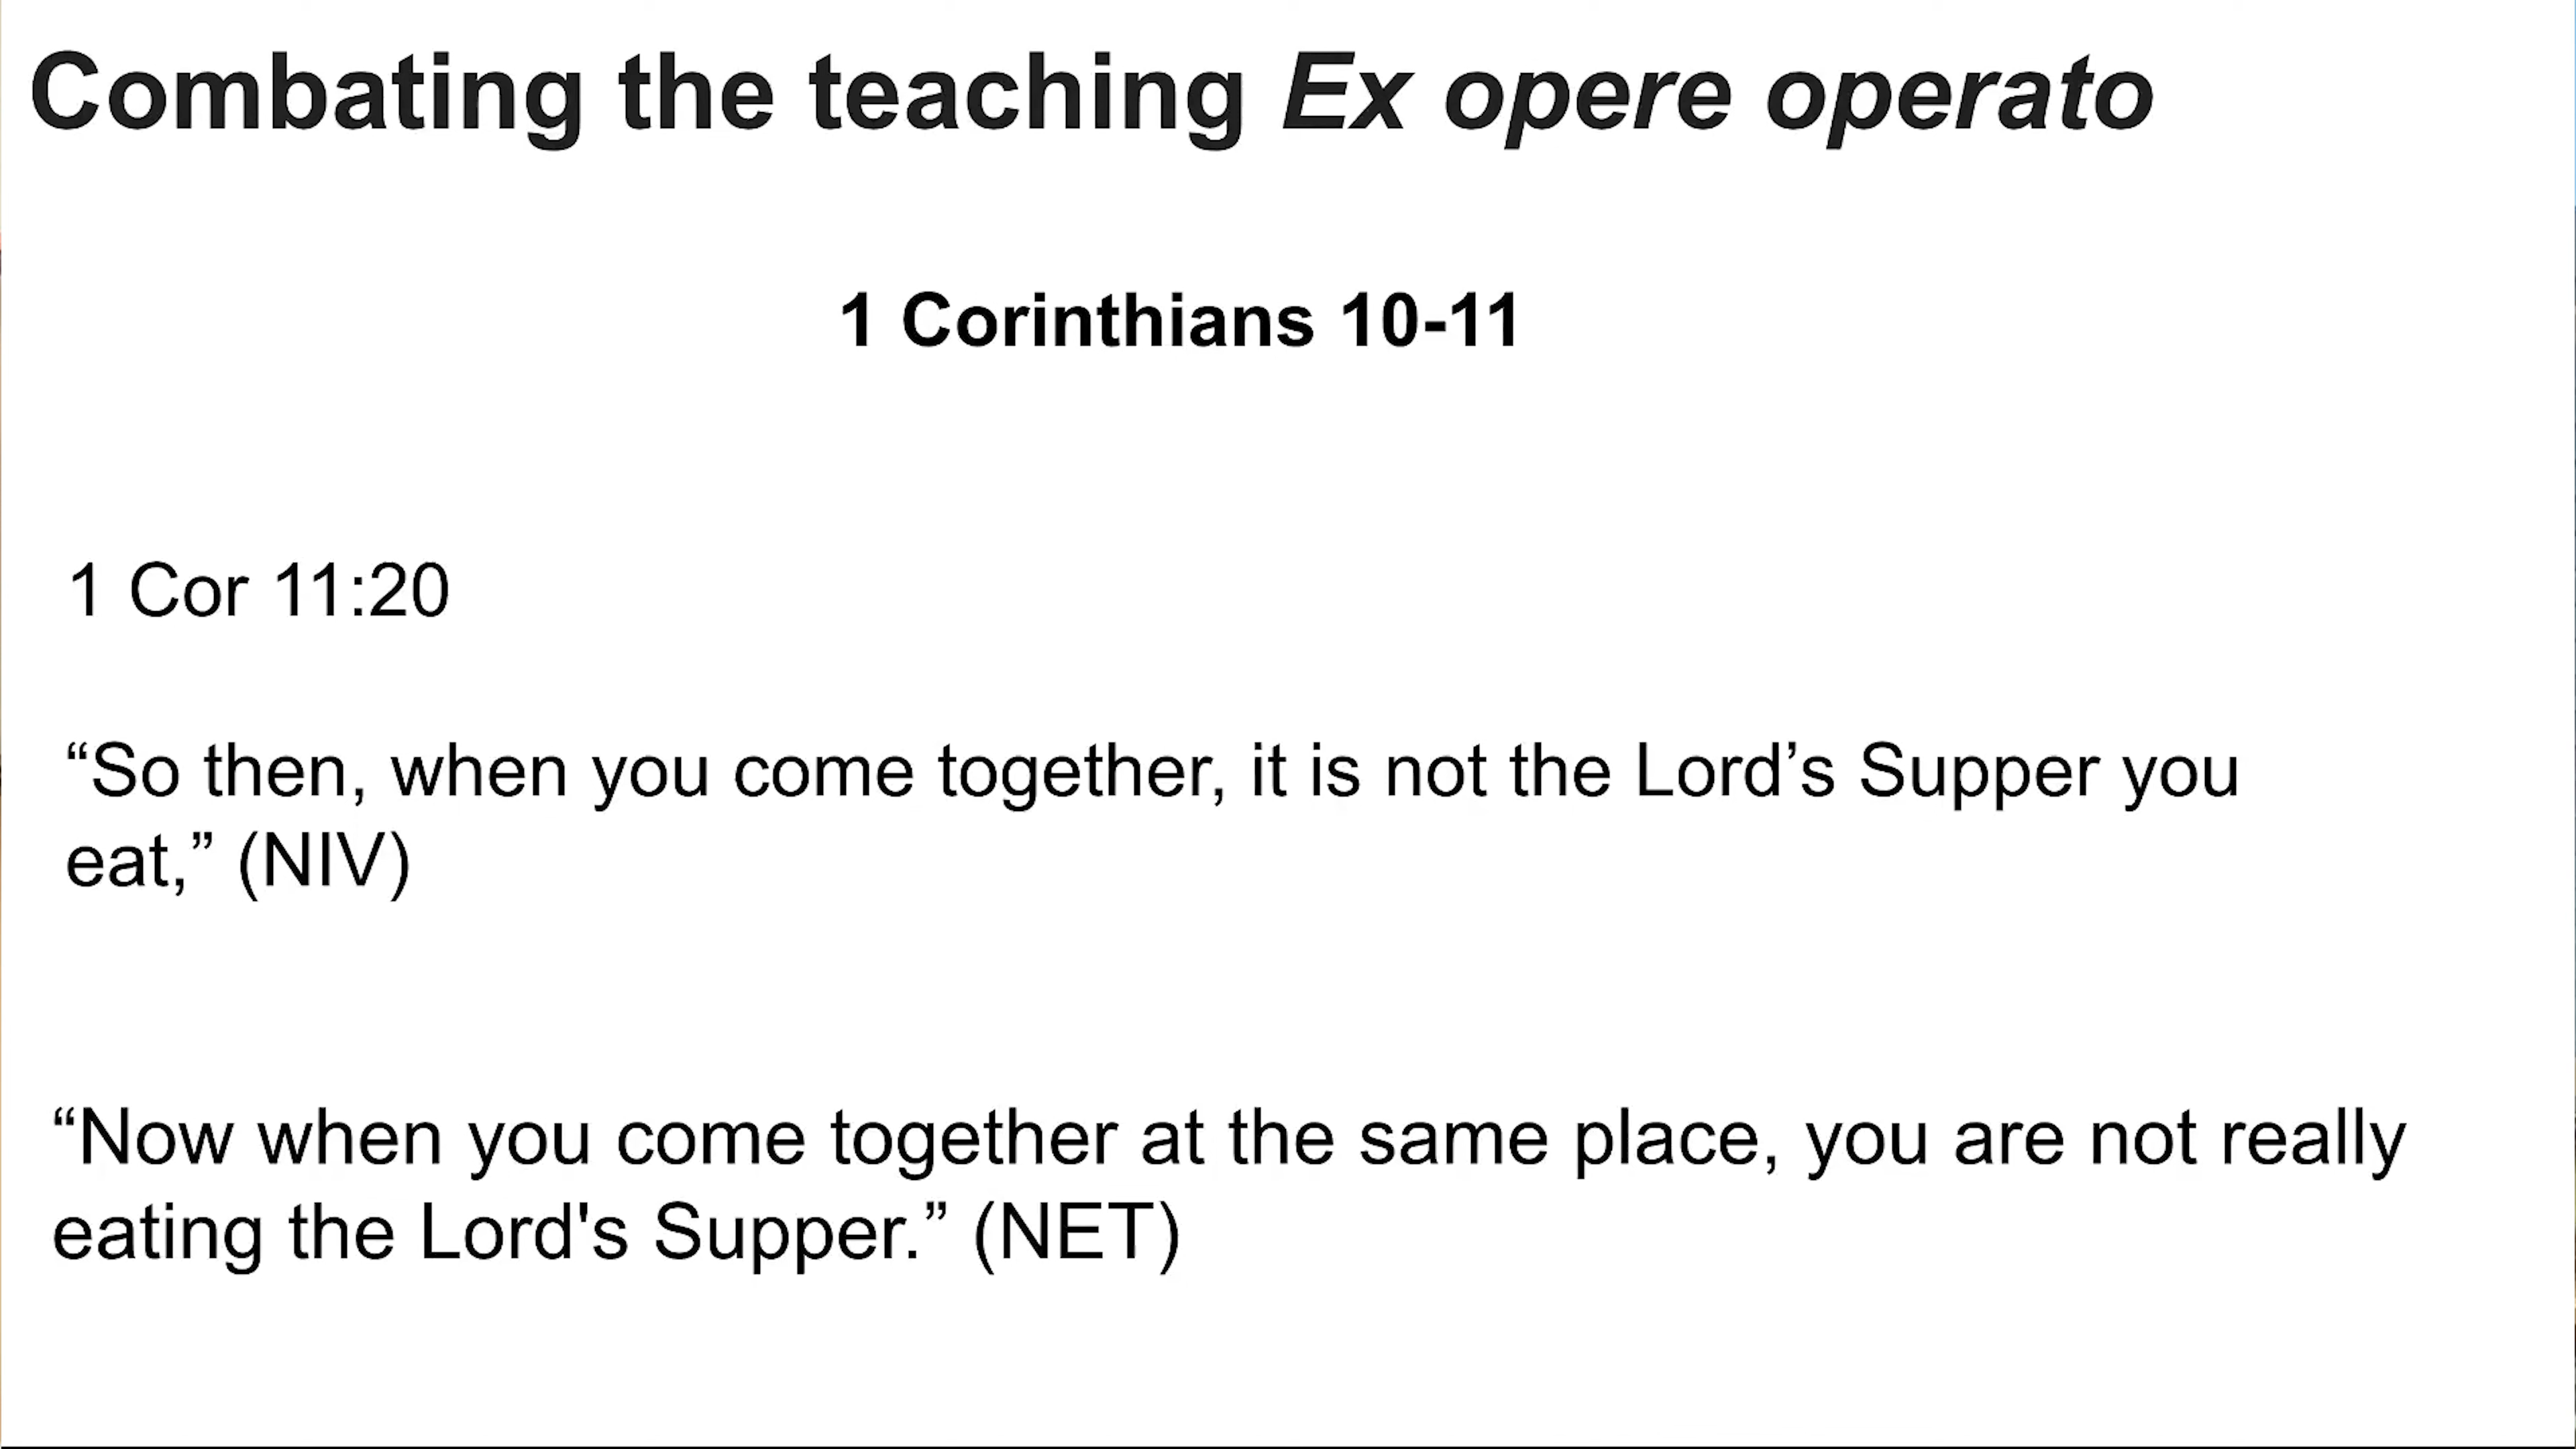 Combating the teaching Ex opere operato
1 Corinthians 10-11
1 Cor 11:20
“So then, when you come together, it is not the Lord’s Supper you
eat,” (NIV)
“Now when you come together at the same place, you are not really
eating the Lord's Supper.” (NET)